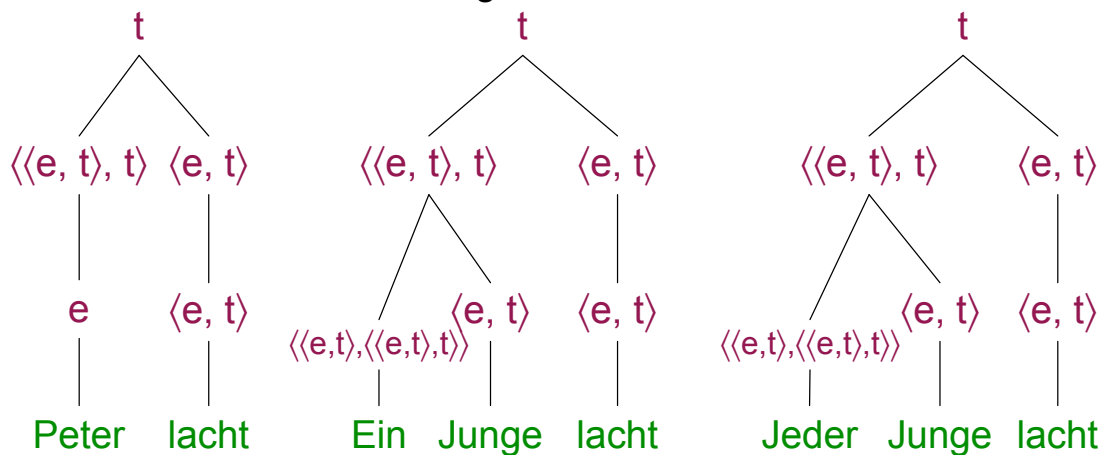 t t t
⟨⟨e, t⟩, t⟩ ⟨e, t⟩ ⟨⟨e, t⟩, t⟩ ⟨e, t⟩ ⟨⟨e, t⟩, t⟩ ⟨e, t⟩
e ⟨e, t⟩ ⟨e, t⟩ ⟨e, t⟩ ⟨e, t⟩ ⟨e, t⟩
⟨⟨e,t⟩,⟨⟨e,t⟩,t⟩⟩ ⟨⟨e,t⟩,⟨⟨e,t⟩,t⟩⟩
Peter lacht Ein Junge lacht Jeder Junge lacht